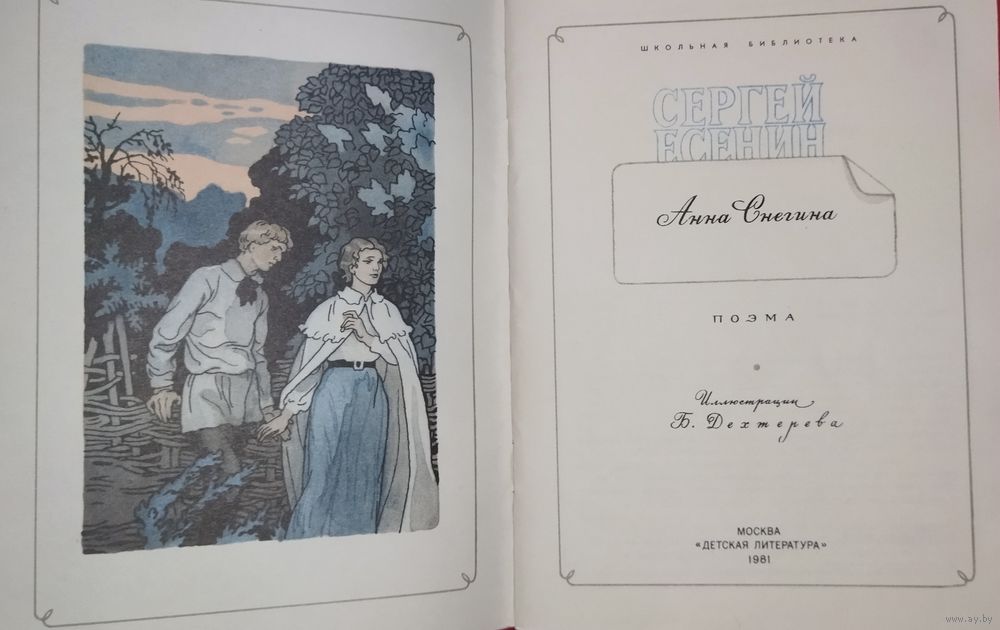 ШКОЛЬНАЯ БИБЛИОТЕКА
СЕРГЕЙ
ЕСЕНИН
Анна Снегина
ПОЭМА
Иллюстрации
Б. Дехтерева
МОСКВА
«ДЕТСКАЯ ЛИТЕРАТУРА»
1981
www.ay.by